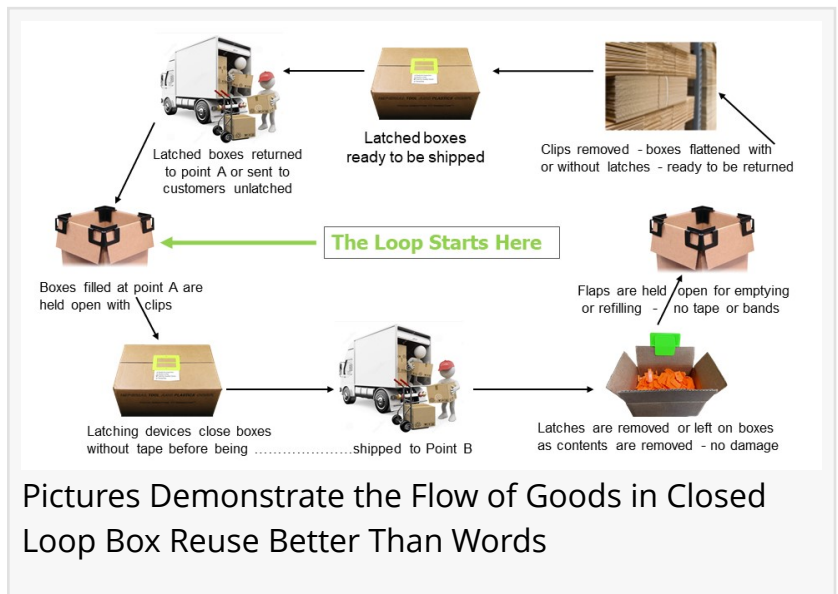 Latched boxes returned
to point A or sent to
customers unlatched
Latched boxes
ready to be shipped
Clips removed - boxes flattened with
or without latches - ready to be returned
The Loop Starts Here
Boxes filled at point A are
held open with clips
Flaps are held open for emptying
or refilling - no tape or bands
Latching devices close boxes
without tape before being .....................shipped to Point B
Latches are removed or left on boxes
as contents are removed - no damage
Pictures Demonstrate the Flow of Goods in Closed
Loop Box Reuse Better Than Words